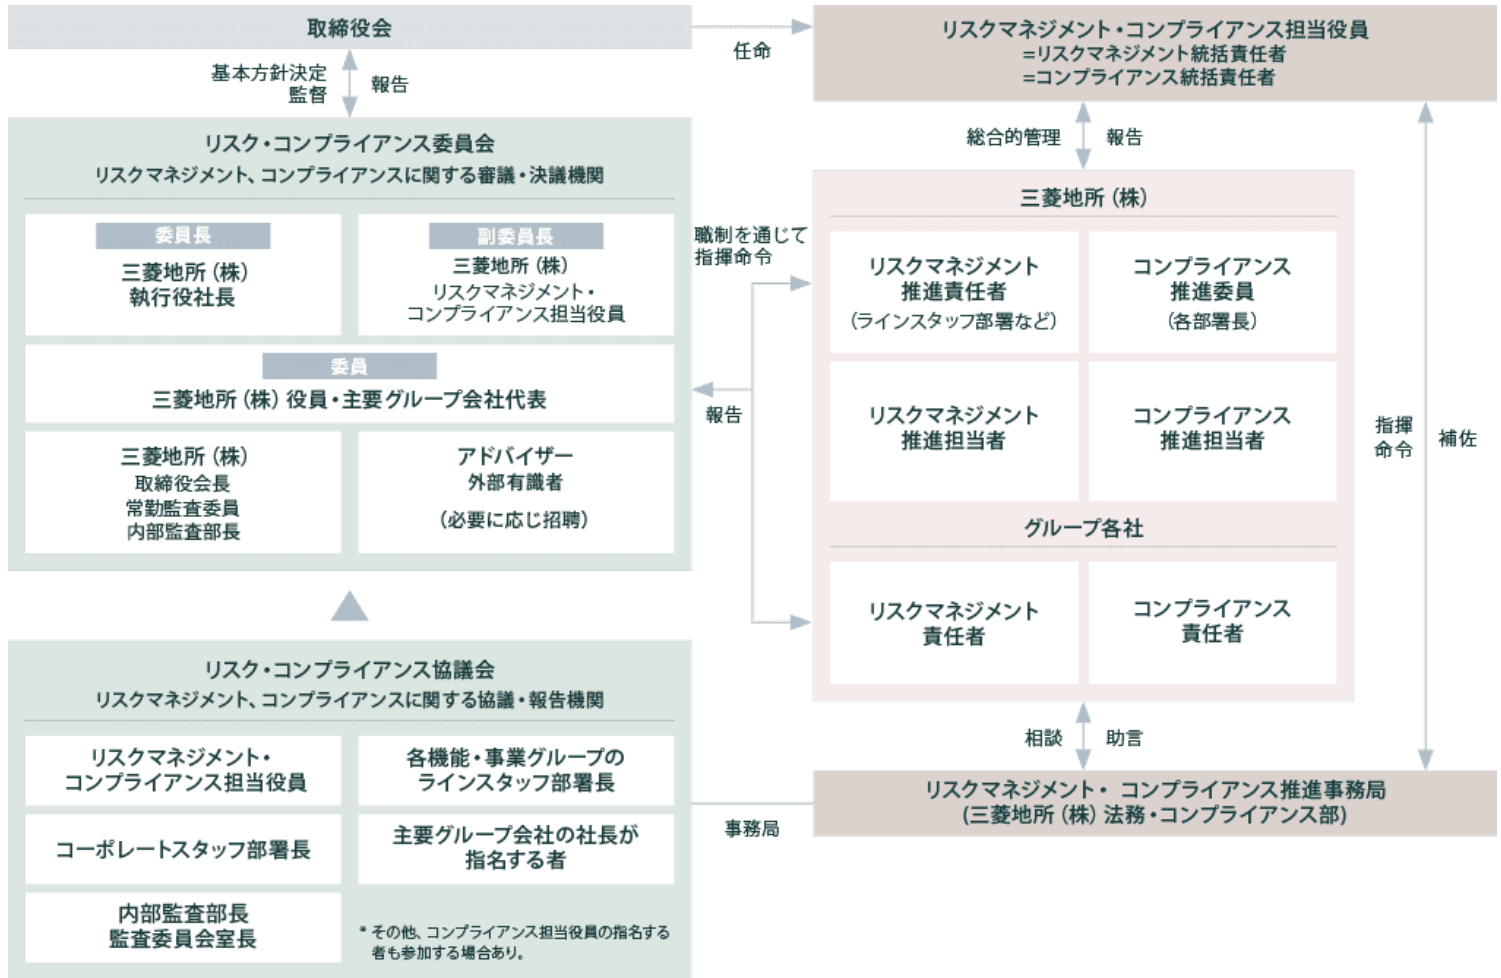 取締役会
任命
リスクマネジメント・コンプライアンス担当役員
=リスクマネジメント統括責任者
=コンプライアンス統括責任者
基本方針決定
監督
報告
リスク・コンプライアンス委員会
リスクマネジメント、コンプライアンスに関する審議・決議機関
委員長
三菱地所（株）
執行役社長
副委員長
三菱地所（株）
リスクマネジメント・
コンプライアンス担当役員
委員
三菱地所（株）役員・主要グループ会社代表
三菱地所（株）
取締役会長
常勤監査委員
内部監査部長
アドバイザー
外部有識者
（必要に応じ招聘）
職制を通じて
指揮命令
報告
総合的管理
報告
三菱地所（株）
リスクマネジメント
推進責任者
（ラインスタッフ部署など）
コンプライアンス
推進委員
（各部署長）
リスクマネジメント
推進担当者
コンプライアンス
推進担当者
グループ各社
リスクマネジメント
責任者
コンプライアンス
責任者
指揮
命令
補佐
相談
助言
リスク・コンプライアンス協議会
リスクマネジメント、コンプライアンスに関する協議・報告機関
リスクマネジメント・
コンプライアンス担当役員
各機能・事業グループの
ラインスタッフ部署長
コーポレートスタッフ部署長
主要グループ会社の社長が
指名する者
内部監査部長
監査委員会室長
* その他、コンプライアンス担当役員の指名する
者も参加する場合あり。
事務局
リスクマネジメント・ コンプライアンス推進事務局
(三菱地所（株）法務・コンプライアンス部)